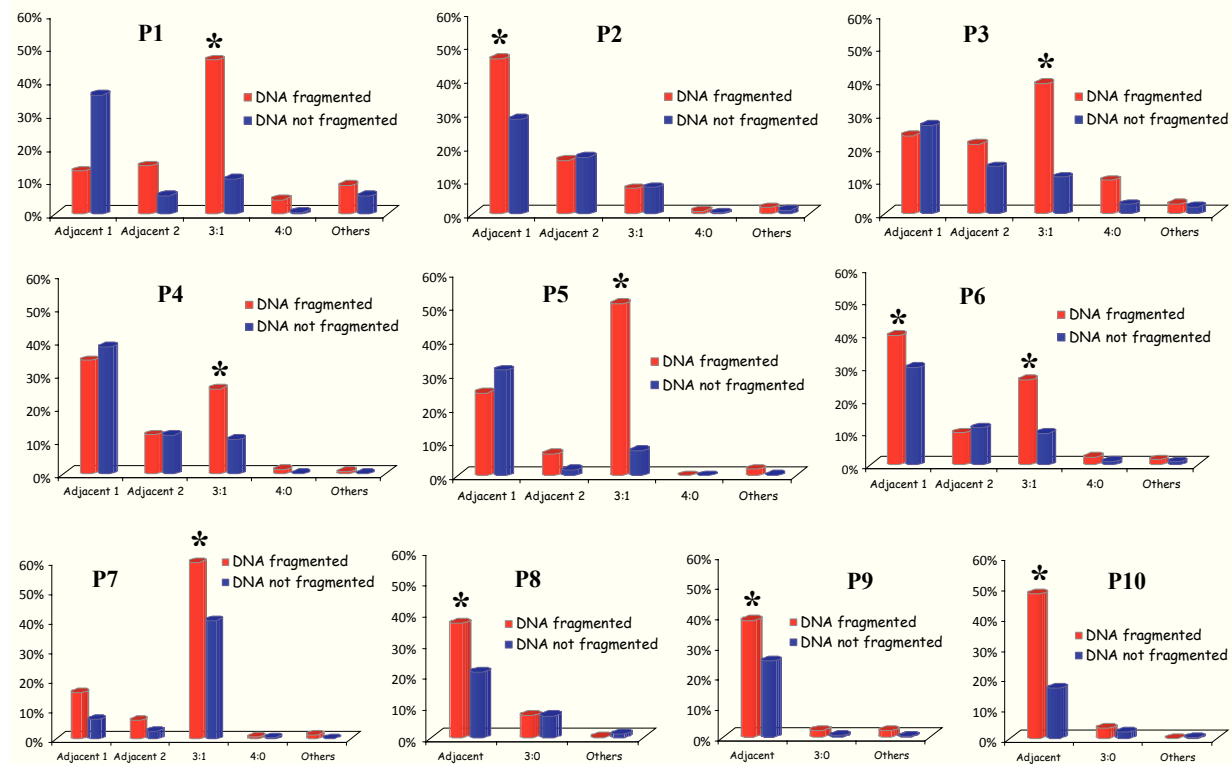 P1
*
60%
50%
40%
30%
20%
10%
0%
DNA fragmented
DNA not fragmented
Adjacent 1 Adjacent 2 3:1 4:0 Others
P2
*
60%
50%
40%
30%
20%
10%
0%
DNA fragmented
DNA not fragmented
Adjacent 1 Adjacent 2 3:1 4:0 Others
P3
*
60%
50%
40%
30%
20%
10%
0%
DNA fragmented
DNA not fragmented
Adjacent 1 Adjacent 2 3:1 4:0 Others
P4
*
60%
50%
40%
30%
20%
10%
0%
DNA fragmented
DNA not fragmented
Adjacent 1 Adjacent 2 3:1 4:0 Others
P5
*
60%
50%
40%
30%
20%
10%
0%
DNA fragmented
DNA not fragmented
Adjacent 1 Adjacent 2 3:1 4:0 Others
P6
* *
60%
50%
40%
30%
20%
10%
0%
DNA fragmented
DNA not fragmented
Adjacent 1 Adjacent 2 3:1 4:0 Others
P7
*
60%
50%
40%
30%
20%
10%
0%
DNA fragmented
DNA not fragmented
Adjacent 1 Adjacent 2 3:1 4:0 Others
P8
*
60%
50%
40%
30%
20%
10%
0%
DNA fragmented
DNA not fragmented
Adjacent 3:0 Others
P9
*
60%
50%
40%
30%
20%
10%
0%
DNA fragmented
DNA not fragmented
Adjacent 3:0 Others
P10
*
60%
50%
40%
30%
20%
10%
0%
DNA fragmented
DNA not fragmented
Adjacent 3:0 Others